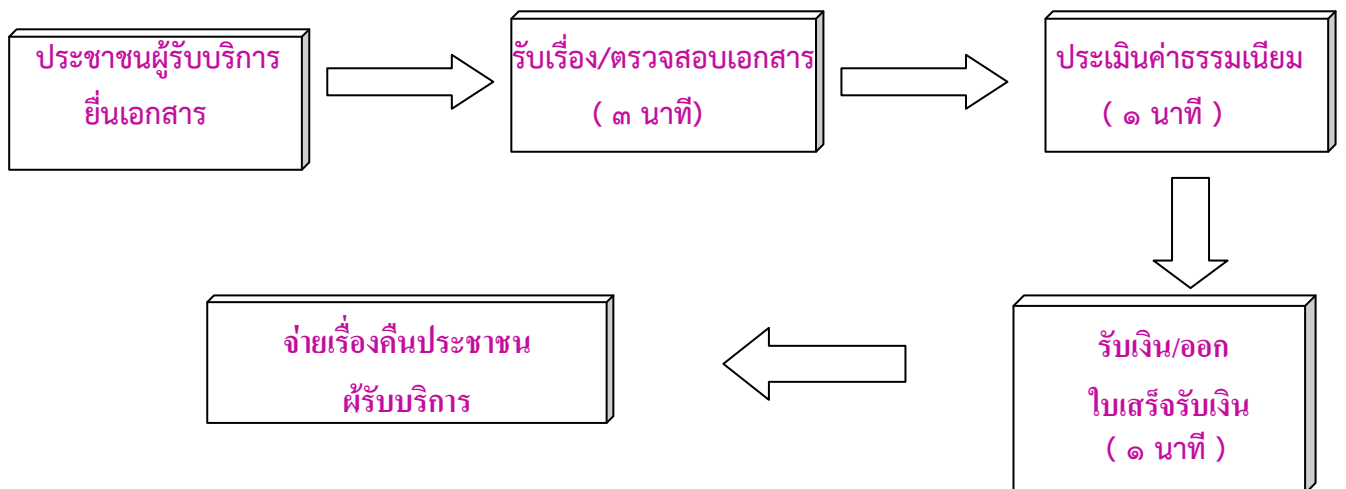 ประชาชนผู้รับบริการ
ยื่นเอกสาร
รับเรื่อง/ตรวจสอบเอกสาร
( ๓ นาที)
ประเมินค่าธรรมเนียม
( ๑ นาที )
รับเงิน/ออก
ใบเสร็จรับเงิน
( ๑ นาที )
จ่ายเรื่องคืนประชาชน
ผู้รับบริการ